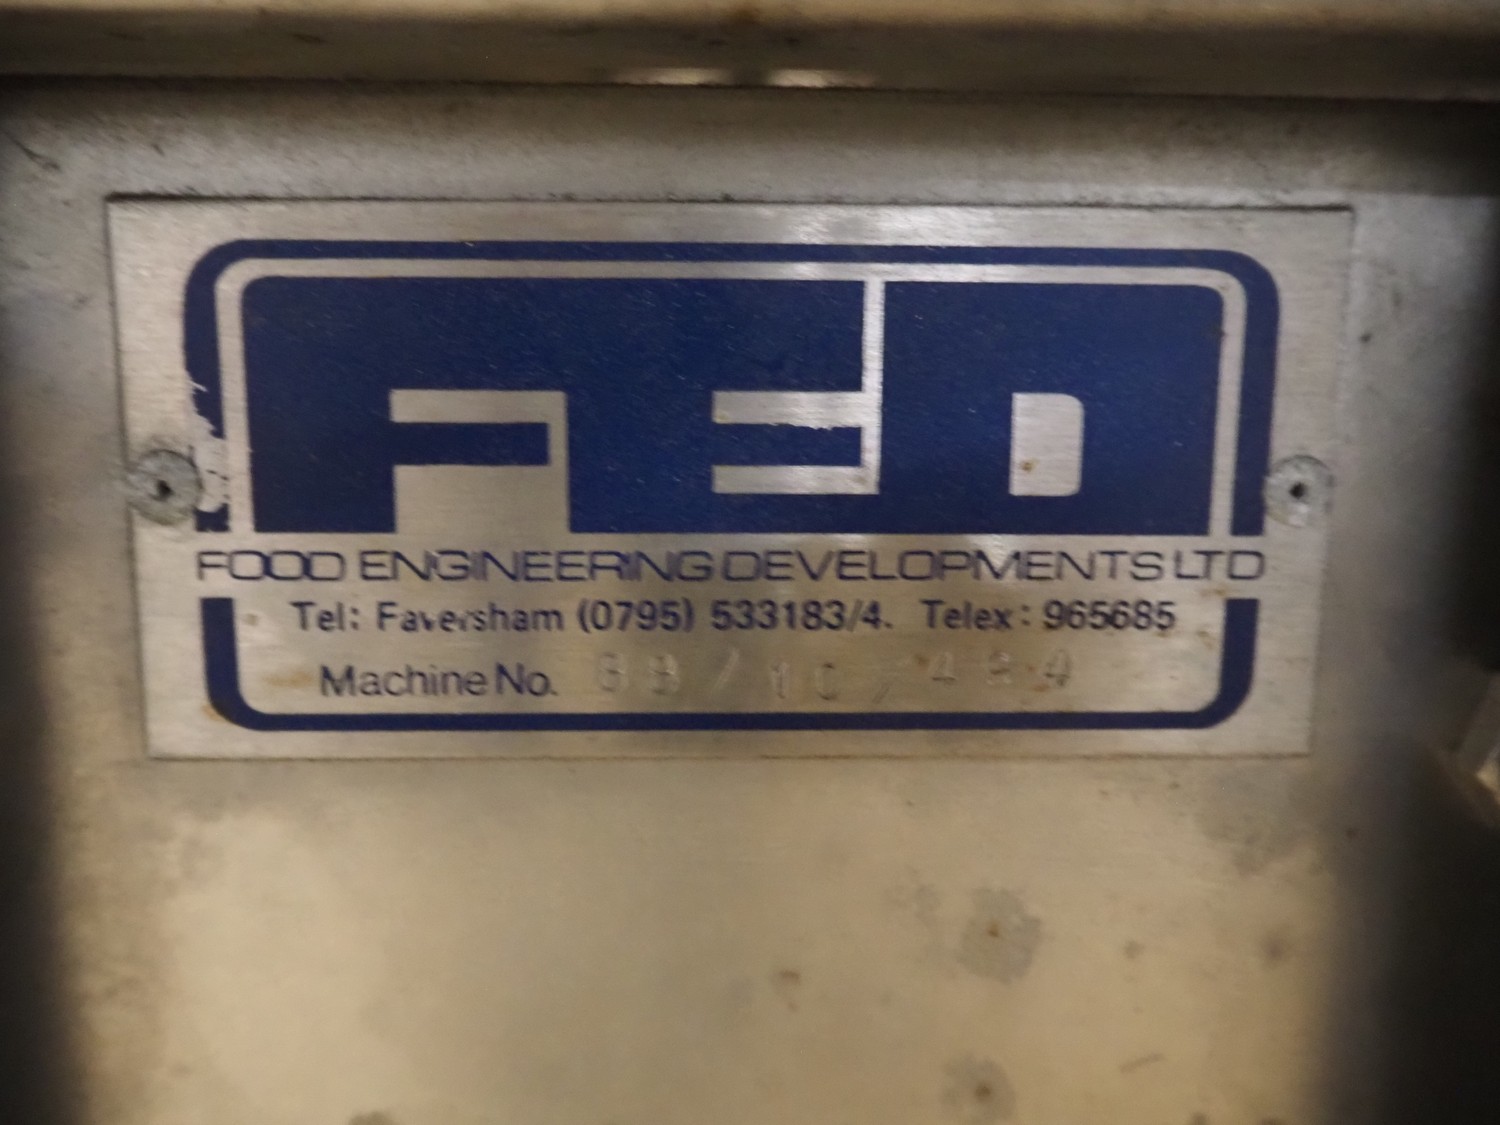 FED
FOOD ENGINEERING DEVELOPMENTS LTD
Tel: Faversham (0795) 533183/4. Telex: 965685
Machine No.